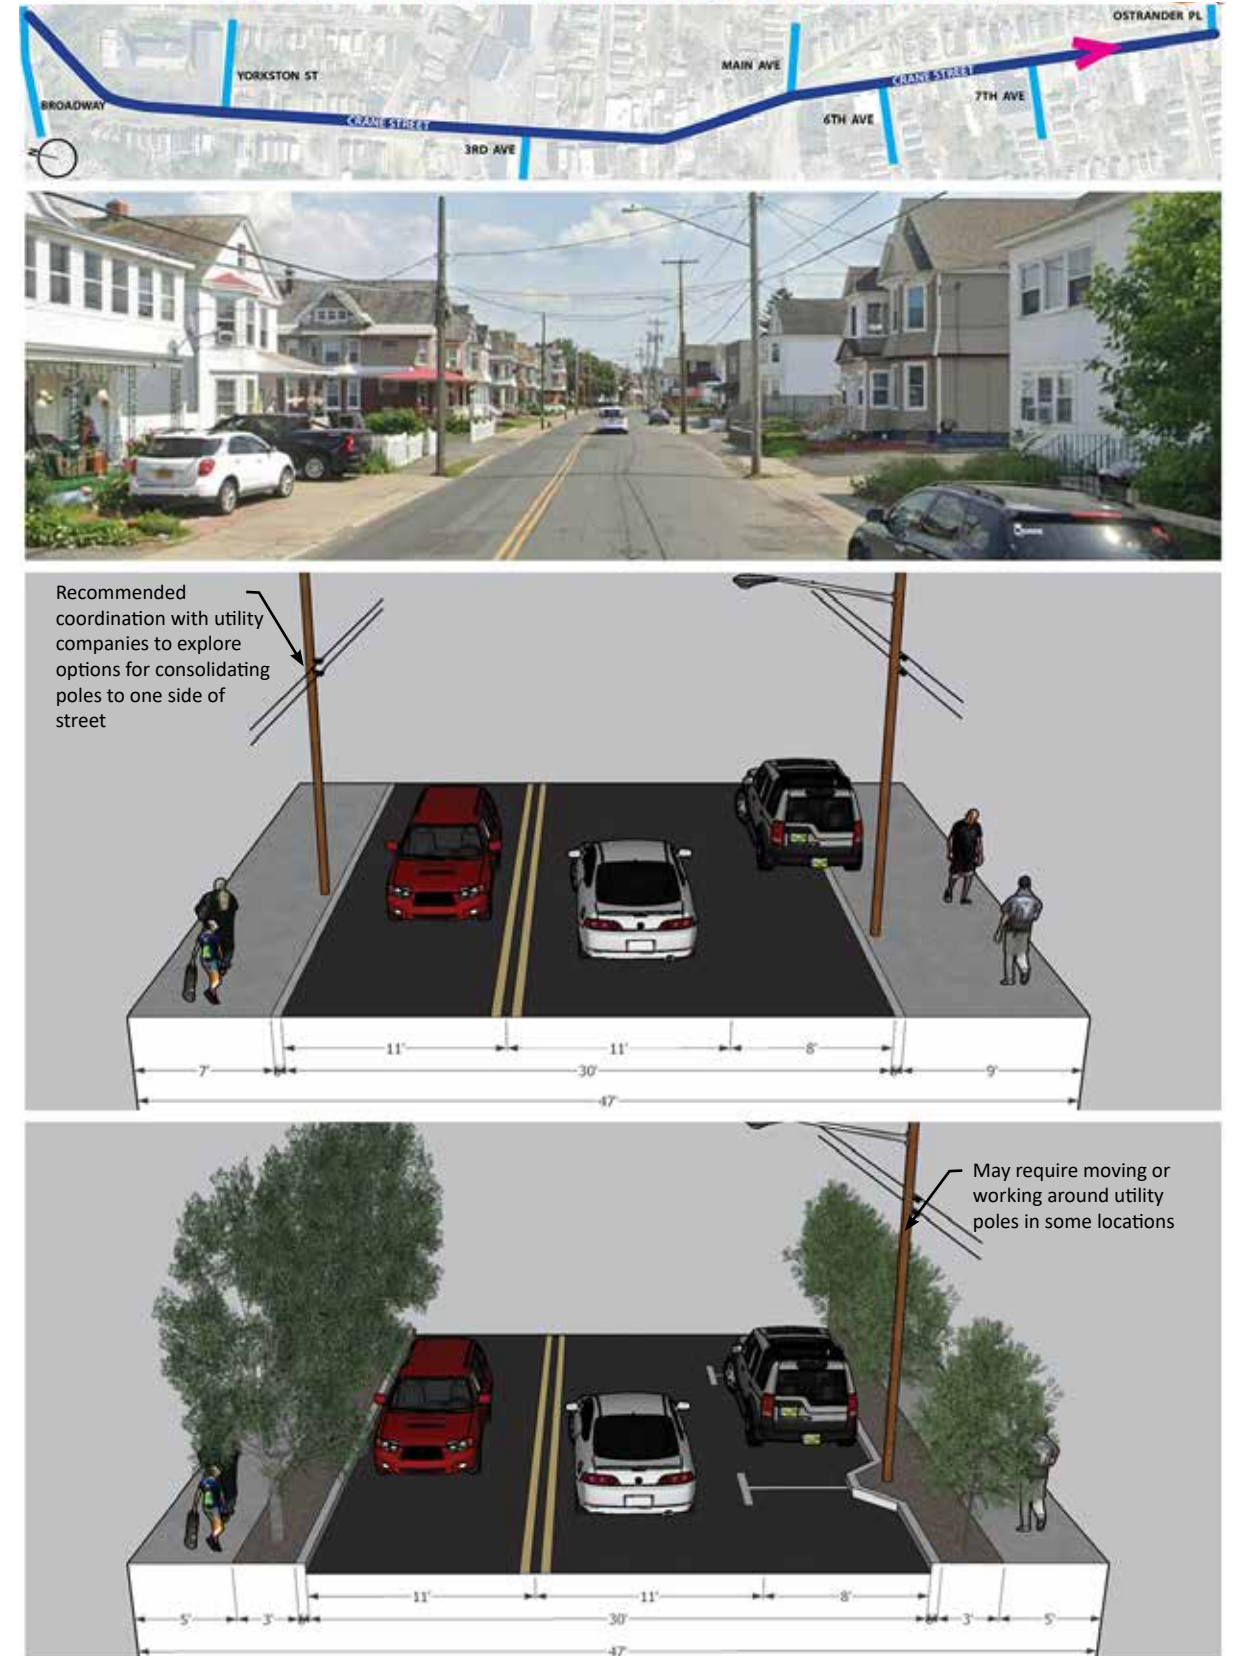 OSTRANDER PL
YORKSTON ST
MAIN AVE
CRANE STREET
7TH AVE
BROADWAY
CRANE STREET
6TH AVE
3RD AVE
N
Recommended
coordination with utility
companies to explore
options for consolidating
poles to one side of
street
11' 11' 8'
7' 30' 9'
47'
May require moving or
working around utility
poles in some locations
11' 11' 8'
5' 3' 30' 3' 5'
47'